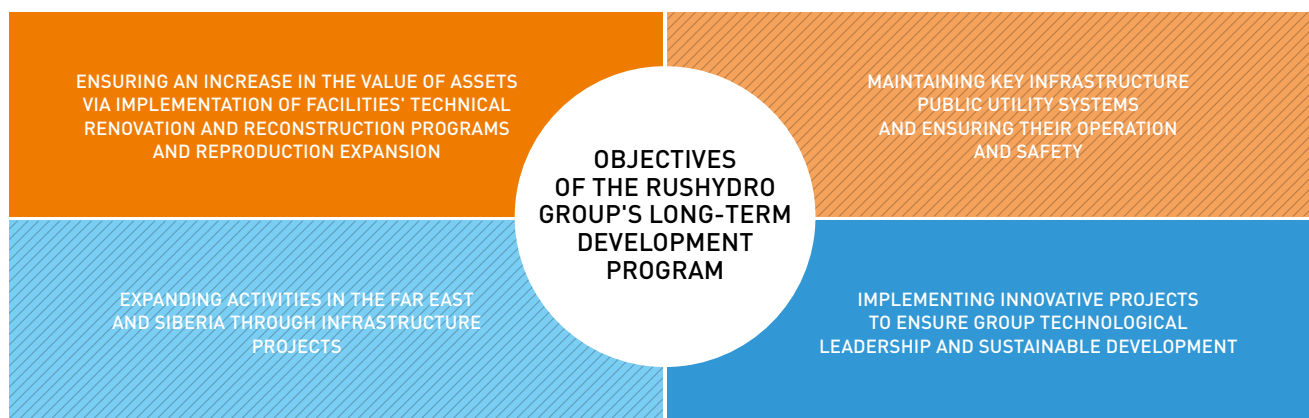 ENSURING AN INCREASE IN THE VALUE OF ASSETS
VIA IMPLEMENTATION OF FACILITIES' TECHNICAL
RENOVATION AND RECONSTRUCTION PROGRAMS
AND REPRODUCTION EXPANSION
MAINTAINING KEY INFRASTRUCTURE
PUBLIC UTILITY SYSTEMS
AND ENSURING THEIR OPERATION
AND SAFETY
OBJECTIVES
OF THE RUSHYDRO
GROUP'S LONG-TERM
DEVELOPMENT
PROGRAM
EXPANDING ACTIVITIES IN THE FAR EAST
AND SIBERIA THROUGH INFRASTRUCTURE
PROJECTS
IMPLEMENTING INNOVATIVE PROJECTS
TO ENSURE GROUP TECHNOLOGICAL
LEADERSHIP AND SUSTAINABLE DEVELOPMENT